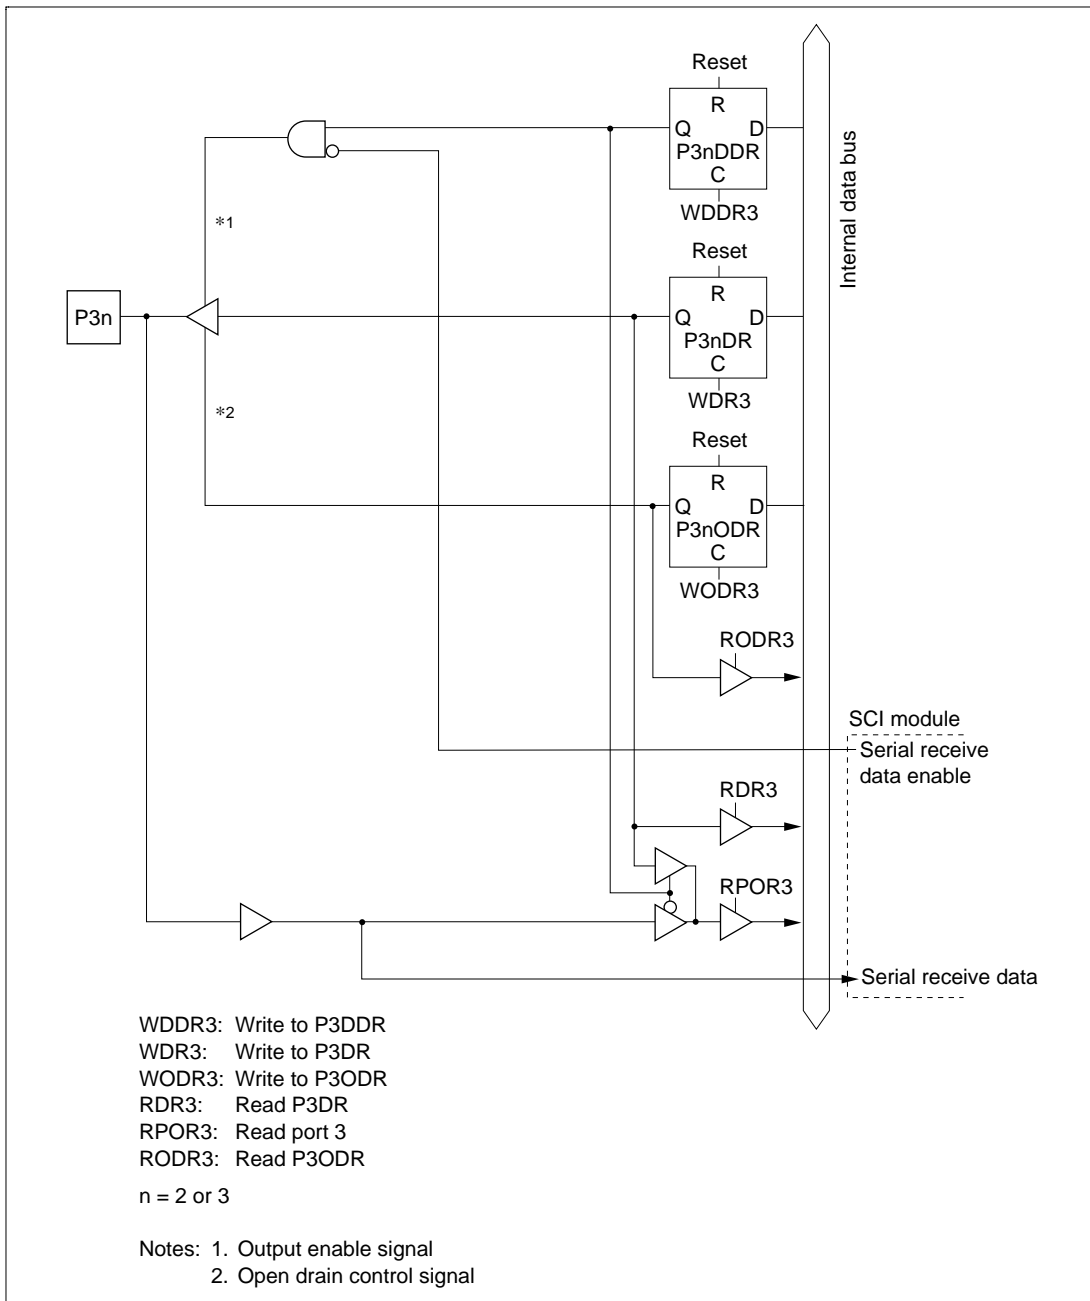 Reset
R
Q D
P3nDDR
C
WDDR3
Internal data bus
*1
Reset
R
P3n
Q D
P3nDR
C
WDR3
*2
Reset
R
Q D
P3nODR
C
WODR3
RODR3
SCI module
Serial receive
data enable
RDR3
RPOR3
Serial receive data
WDDR3: Write to P3DDR
WDR3: Write to P3DR
WODR3: Write to P3ODR
RDR3: Read P3DR
RPOR3: Read port 3
RODR3: Read P3ODR
n = 2 or 3
Notes: 1. Output enable signal
2. Open drain control signal